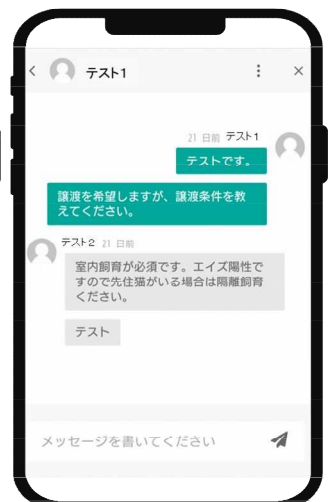 テスト1
21 日前 テスト1
テストです。
譲渡を希望しますが、譲渡条件を教
えてください。
テスト2 21 日前
室内飼育が必須です。エイズ陽性で
すので先住猫がいる場合は隔離飼育
ください。
テスト
メッセージを書いてください